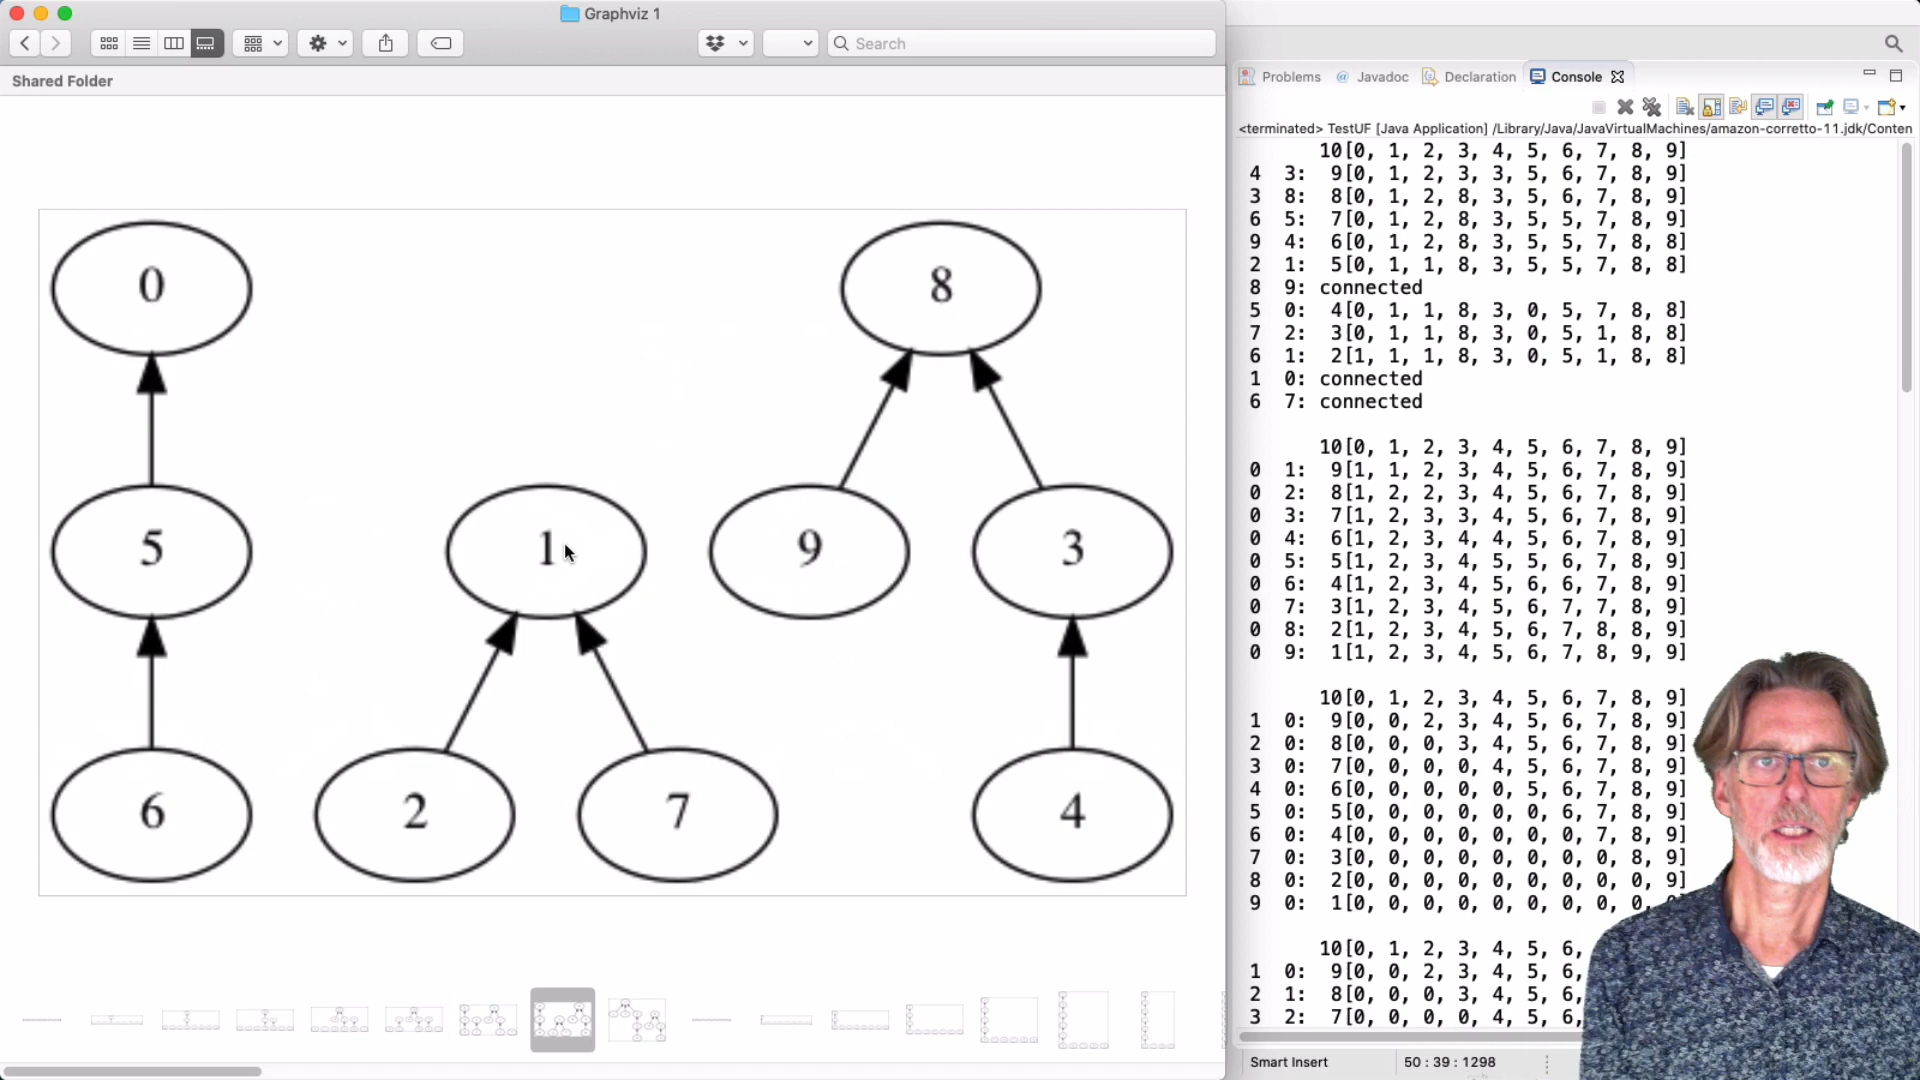 Graphviz 1
Search
Shared Folder
0
8
5
1
9
3
6
2
7
4
Problems
Javadoc
Declaration
Console
<terminated> TestUF [Java Application] /Library/Java/JavaVirtualMachines/amazon-corretto-11.jdk/Conten
10[0, 1, 2, 3, 4, 5, 6, 7, 8, 9]
4 3: 9[0, 1, 2, 3, 3, 5, 6, 7, 8, 9]
3 8: 8[0, 1, 2, 8, 3, 5, 6, 7, 8, 9]
6 5: 7[0, 1, 2, 8, 3, 5, 5, 7, 8, 9]
9 4: 6[0, 1, 2, 8, 3, 5, 5, 7, 8, 8]
2 1: 5[0, 1, 1, 8, 3, 5, 5, 7, 8, 8]
8 9: connected
5 0: 4[0, 1, 1, 8, 3, 0, 5, 7, 8, 8]
7 2: 3[0, 1, 1, 8, 3, 0, 5, 1, 8, 8]
6 1: 2[1, 1, 1, 8, 3, 0, 5, 1, 8, 8]
1 0: connected
6 7: connected
10[0, 1, 2, 3, 4, 5, 6, 7, 8, 9]
0 1: 9[1, 1, 2, 3, 4, 5, 6, 7, 8, 9]
0 2: 8[1, 2, 2, 3, 4, 5, 6, 7, 8, 9]
0 3: 7[1, 2, 3, 3, 4, 5, 6, 7, 8, 9]
0 4: 6[1, 2, 3, 4, 4, 5, 6, 7, 8, 9]
0 5: 5[1, 2, 3, 4, 5, 5, 6, 7, 8, 9]
0 6: 4[1, 2, 3, 4, 5, 6, 6, 7, 8, 9]
0 7: 3[1, 2, 3, 4, 5, 6, 7, 7, 8, 9]
0 8: 2[1, 2, 3, 4, 5, 6, 7, 8, 8, 9]
0 9: 1[1, 2, 3, 4, 5, 6, 7, 8, 9, 9]
10[0, 1, 2, 3, 4, 5, 6, 7, 8, 9]
1 0: 9[0, 0, 2, 3, 4, 5, 6, 7, 8, 9]
2 0: 8[0, 0, 0, 3, 4, 5, 6, 7, 8, 9]
3 0: 7[0, 0, 0, 0, 4, 5, 6, 7, 8, 9]
4 0: 6[0, 0, 0, 0, 0, 5, 6, 7, 8, 9]
5 0: 5[0, 0, 0, 0, 0, 0, 6, 7, 8, 9]
6 0: 4[0, 0, 0, 0, 0, 0, 0, 7, 8, 9]
7 0: 3[0, 0, 0, 0, 0, 0, 0, 0, 8, 9]
8 0: 2[0, 0, 0, 0, 0, 0, 0, 0, 0, 9]
9 0: 1[0, 0, 0, 0, 0, 0, 0, 0, 0,
10[0, 1, 2, 3, 4, 5, 6,
1 0: 9[0, 0, 2, 3, 4, 5, 6,
2 1: 8[0, 0, 0, 3, 4, 5, 6,
3 2: 7[0, 0, 0, 0, 4, 5, 6,
Smart Insert
50 : 39 : 1298